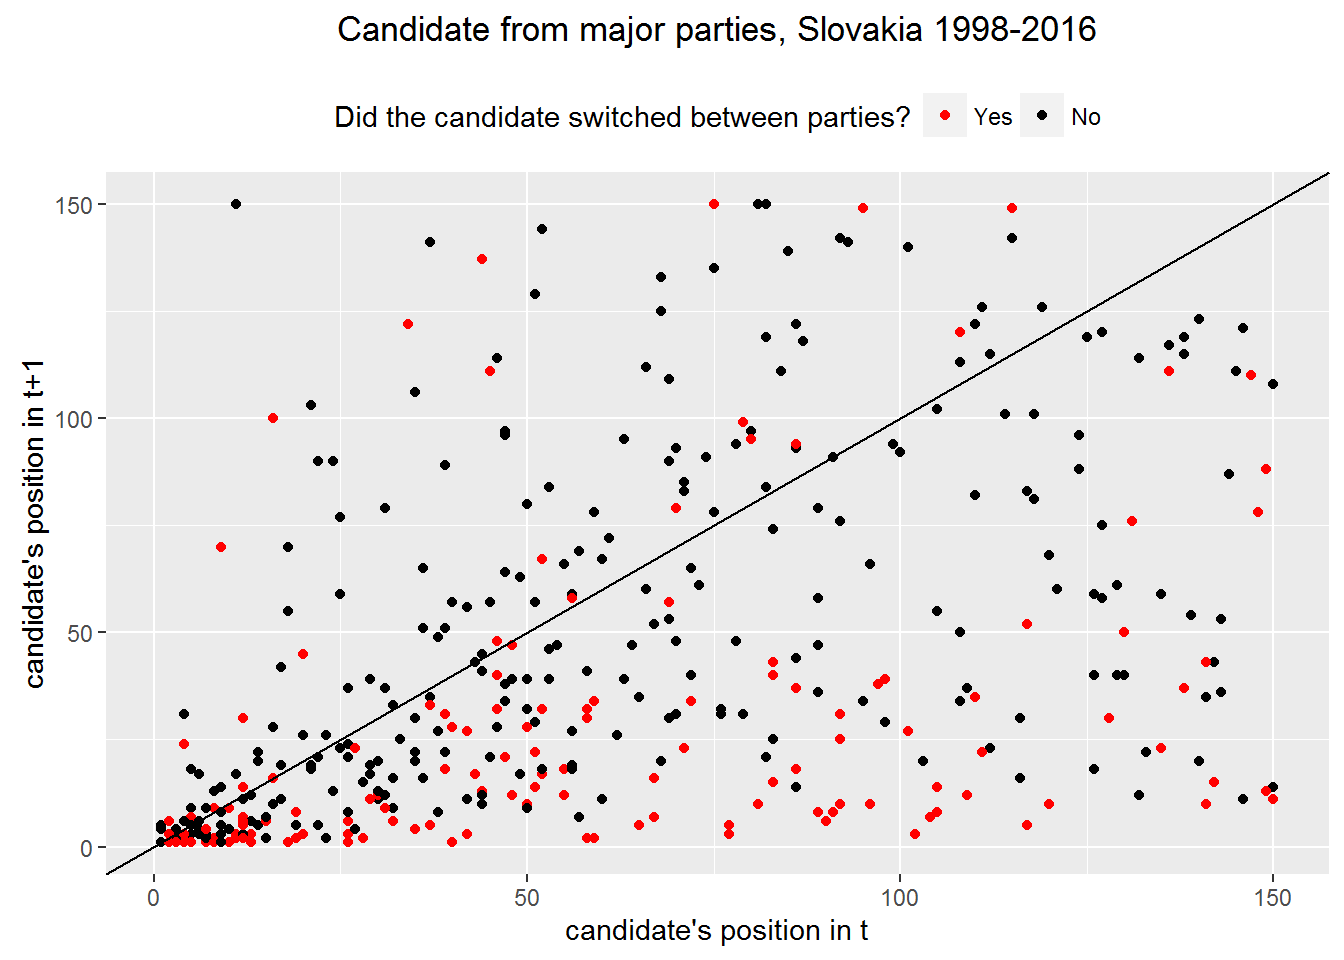 Candidate from major parties, Slovakia 1998-2016
Did the candidate switched between parties? Yes No
150
100
50
0
candidate's position in t+1
0 50 100 150
candidate's position in t